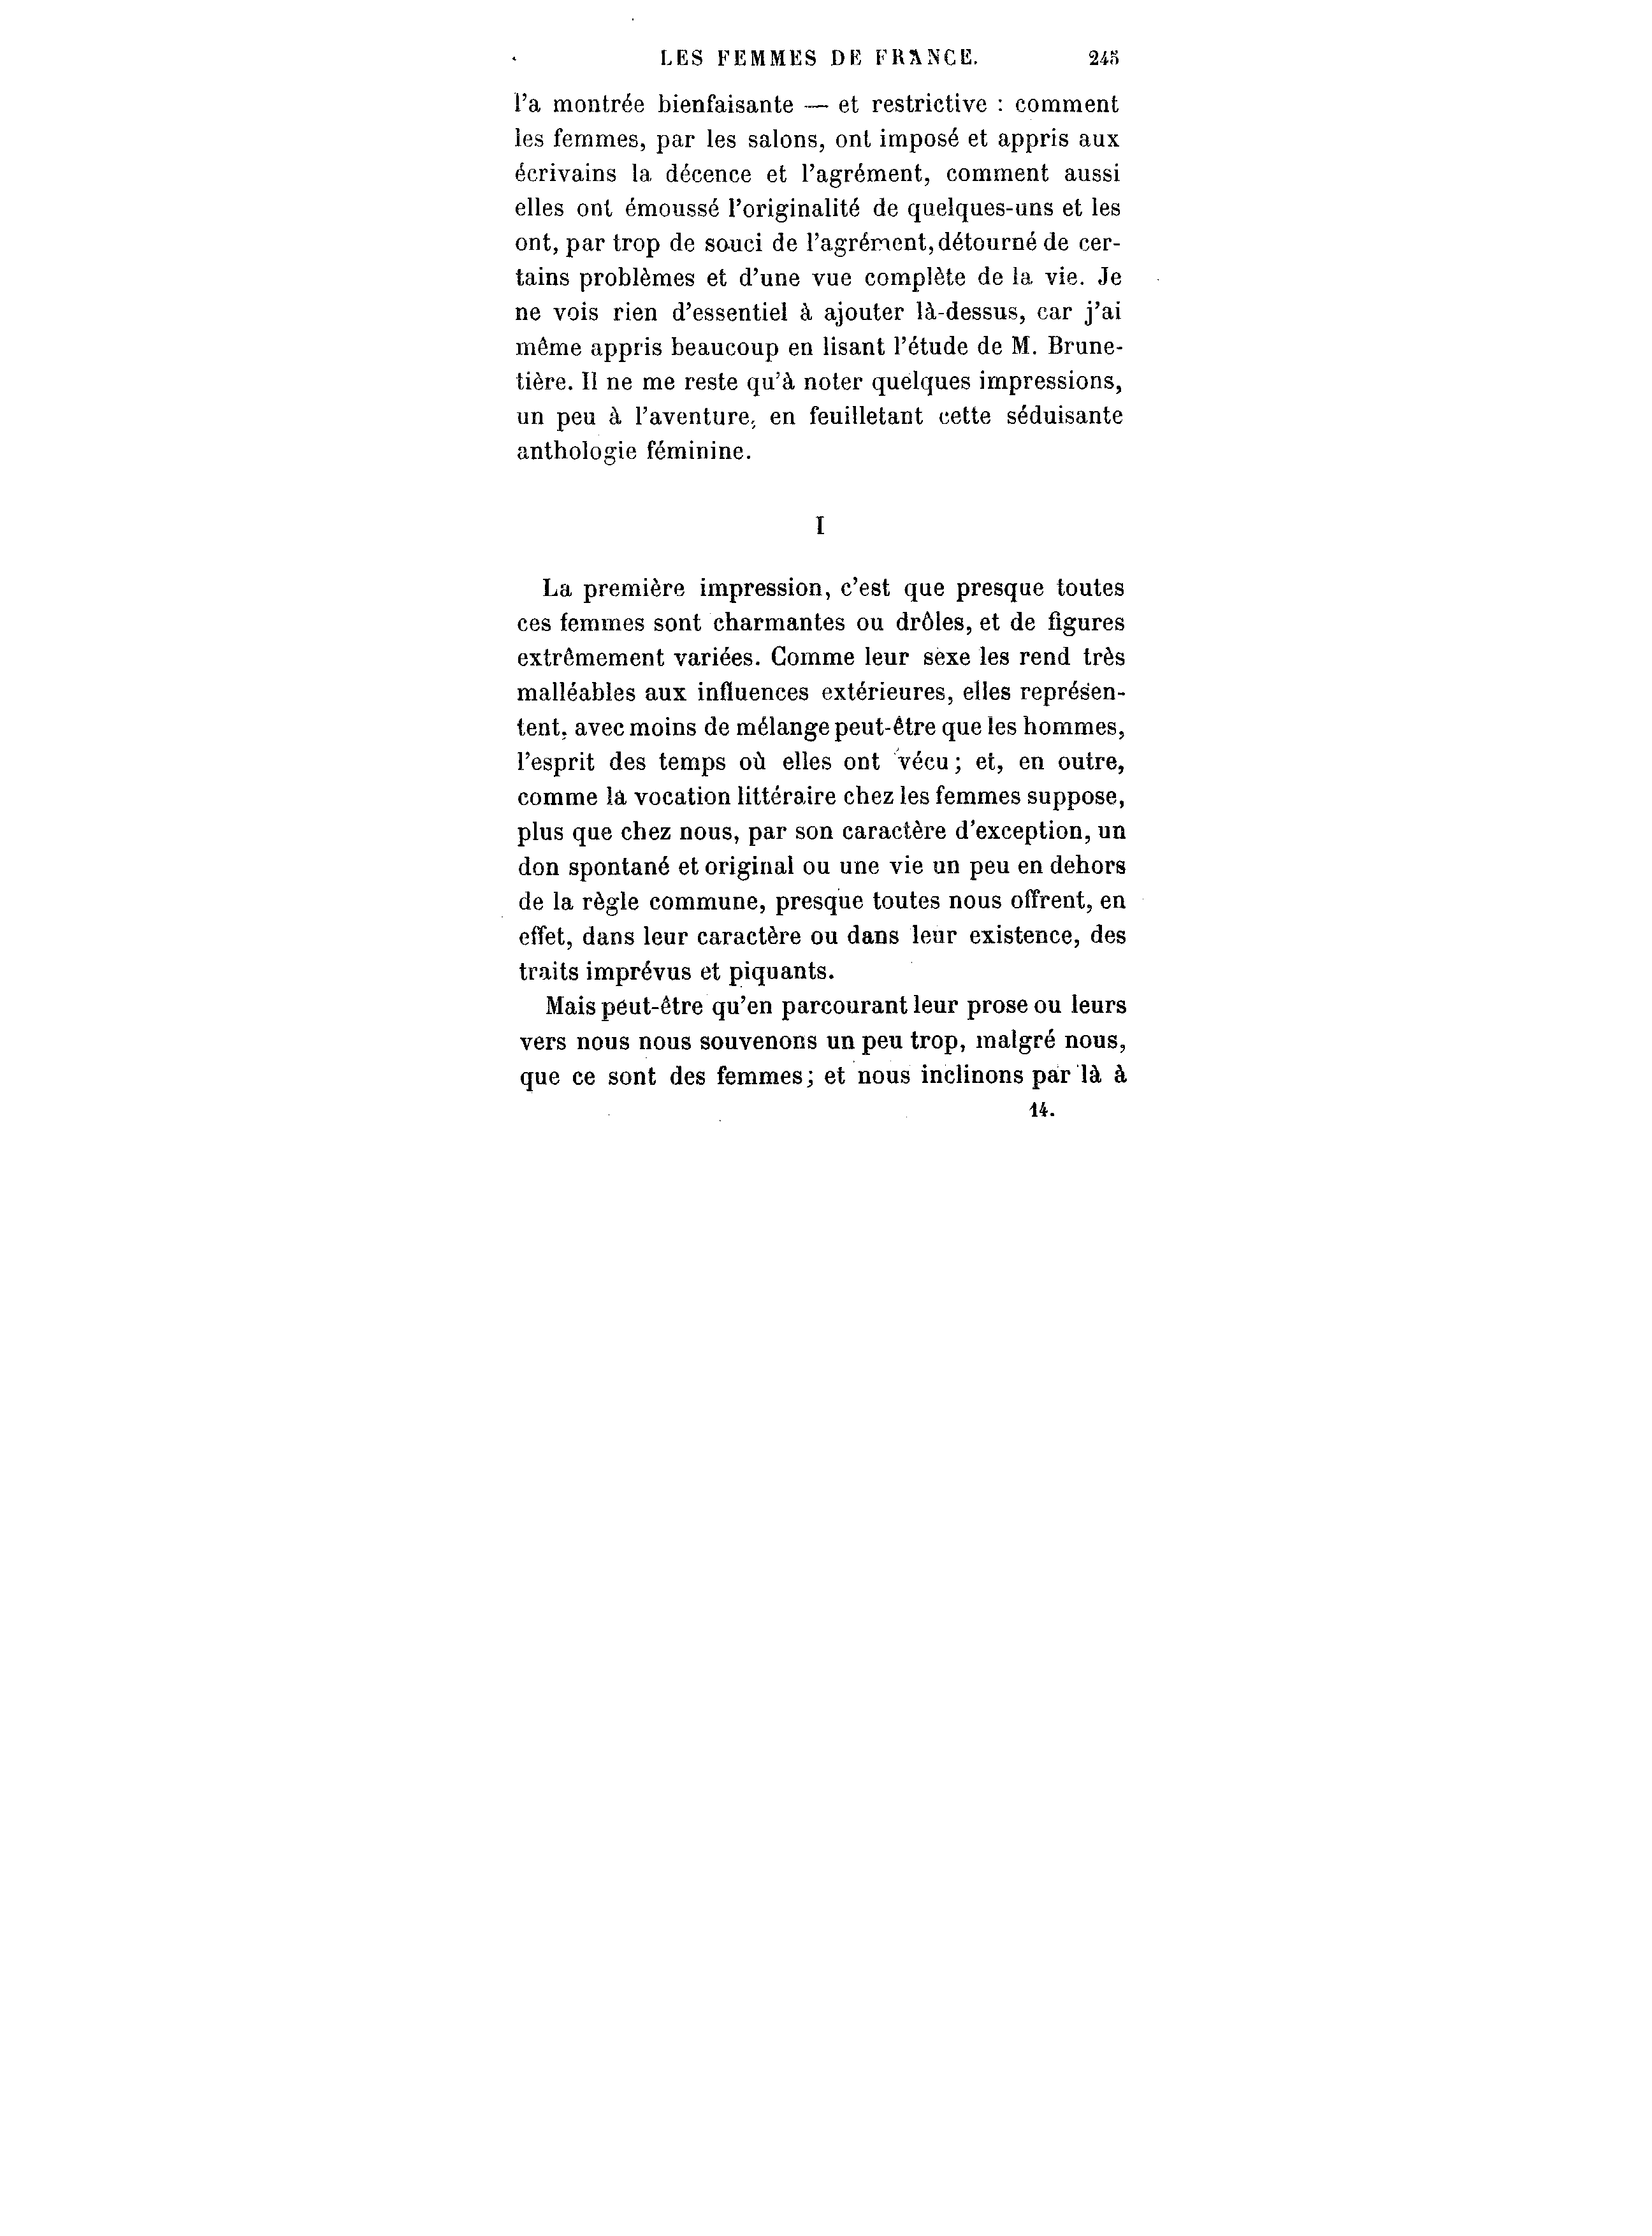 LES FEMMES DE FRANCE. 245
l'a montrée bienfaisante — et restrictive : comment
les femmes, par les salons, ont imposé et appris aux
écrivains la décence et l'agrément, comment aussi
elles ont émoussé l'originalité de quelques-uns et les
ont, par trop de souci de l'agrément, détourné de cer-
tains problèmes et d'une vue complète de la vie. Je
ne vois rien d'essentiel à ajouter là-dessus, car j'ai
même appris beaucoup en lisant l'étude de M. Brune-
tière. Il ne me reste qu'à noter quelques impressions,
un peu à l'aventure, en feuilletant cette séduisante
anthologie féminine.
I
La première impression, c'est que presque toutes
ces femmes sont charmantes ou drôles, et de figures
extrêmement variées. Comme leur sexe les rend très
malléables aux influences extérieures, elles représen-
tent, avec moins de mélange peut-être que les hommes,
l'esprit des temps où elles ont vécu ; et, en outre,
comme la vocation littéraire chez les femmes suppose,
plus que chez nous, par son caractère d'exception, un
don spontané et original ou une vie un peu en dehors
de la règle commune, presque toutes nous offrent, en
effet, dans leur caractère ou dans leur existence, des
traits imprévus et piquants.
Mais peut-être qu'en parcourant leur prose ou leurs
vers nous nous souvenons un peu trop, malgré nous,
que ce sont des femmes; et nous inclinons par là à
14.